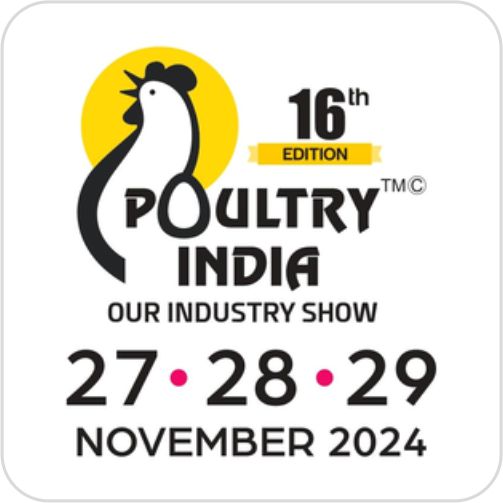 16th
EDITION
POULTRY™©
INDIA
OUR INDUSTRY SHOW
27•28•29
NOVEMBER 2024